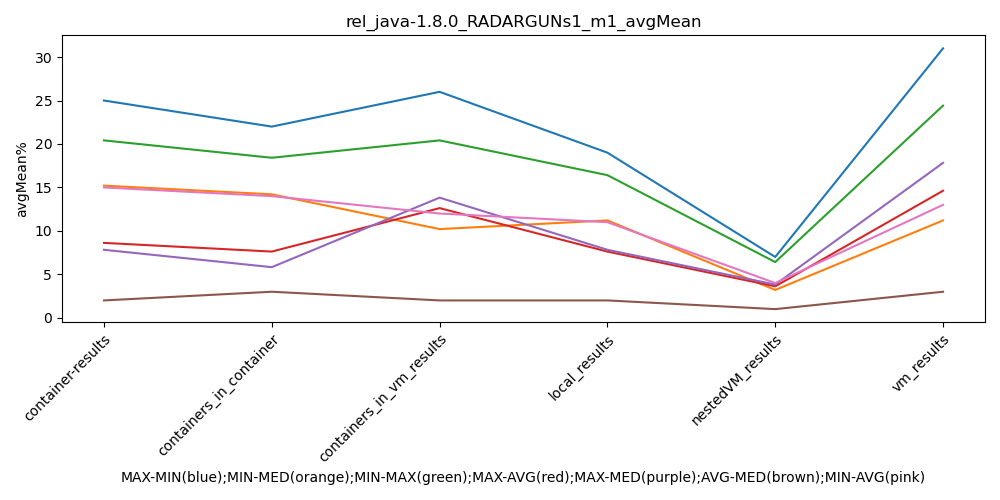 rel_java-1.8.0_RADARGUNs1_m1_avgMean
avgMean%
30
25
20
15
10
5
0
container-results
containers_in_container
containers_in_vm_results
local_results
nestedVM_results
vm_results
MAX-MIN(blue);MIN-MED(orange);MIN-MAX(green);MAX-AVG(red);MAX-MED(purple);AVG-MED(brown);MIN-AVG(pink)